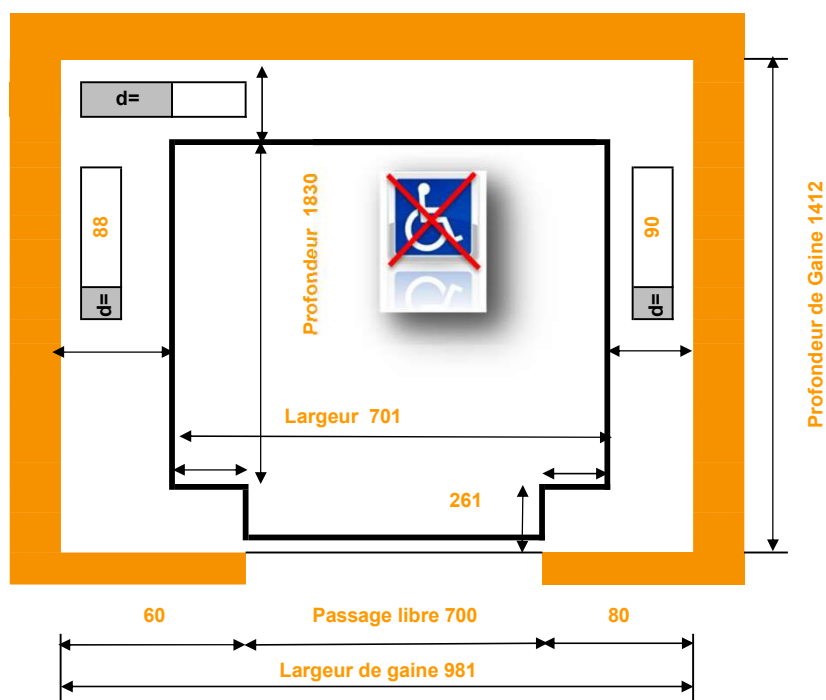 d=
88
d=
Profondeur 1830
90
d=
Profondeur de Gaine 1412
Largeur 701
261
60
Passage libre 700
80
Largeur de gaine 981